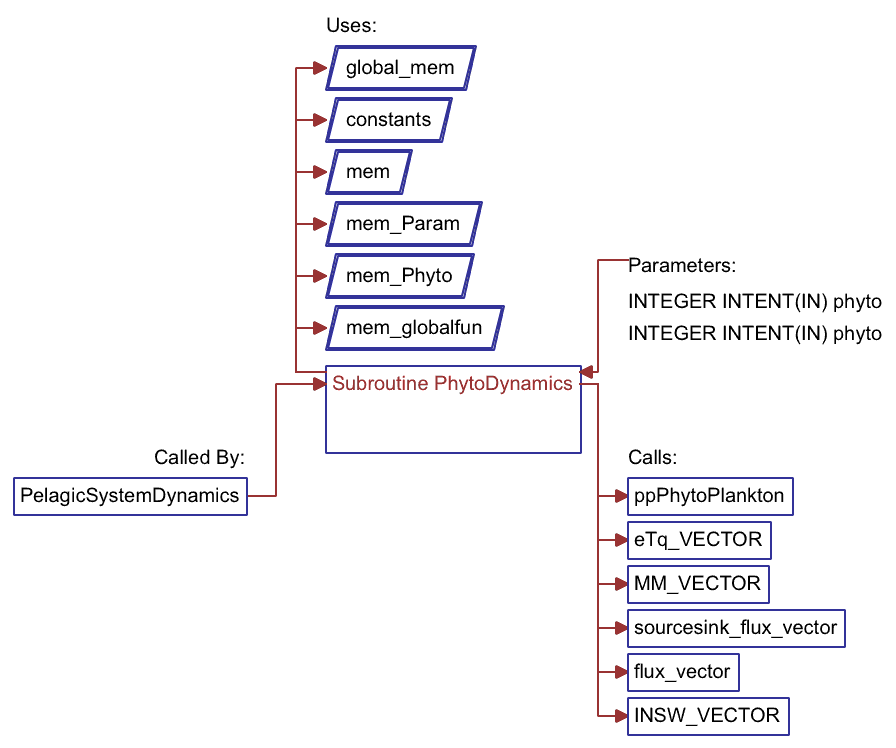 Uses:
global_mem
constants
mem
mem_Param
mem_Phyto
mem_globalfun
Parameters:
INTEGER INTENT(IN) phyto
INTEGER INTENT(IN) phyto
Subroutine PhytoDynamics
Called By:
PelagicSystemDynamics
Calls:
ppPhytoPlankton
eTq_VECTOR
MM_VECTOR
sourcesink_flux_vector
flux_vector
INSW_VECTOR